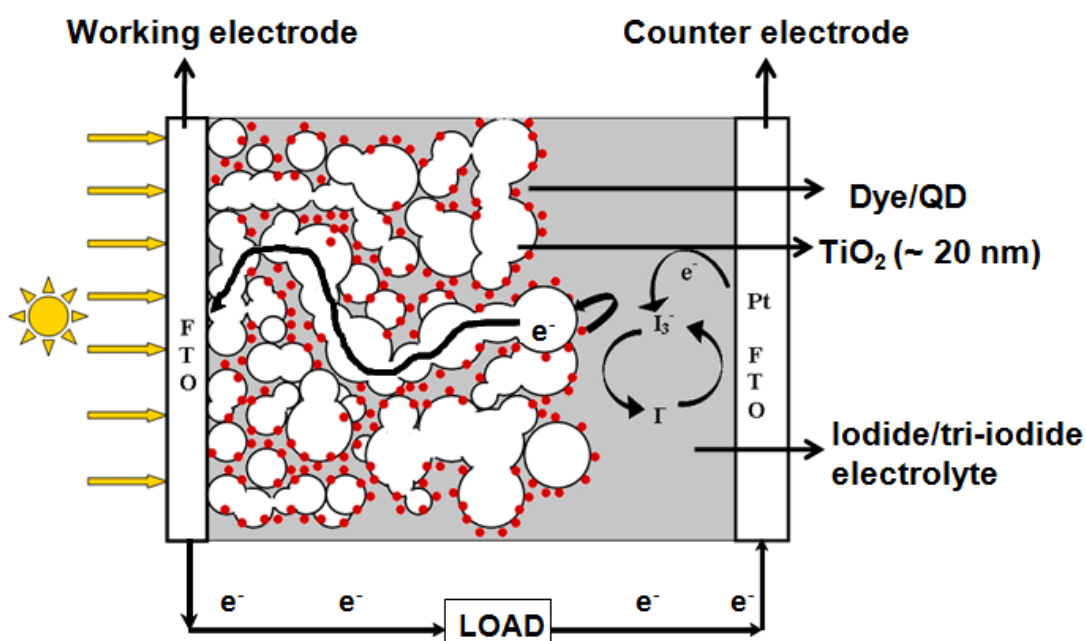 Working electrode
Counter electrode
Dye/QD
TiO₂ (~ 20 nm)
e⁻
I₃⁻
I⁻
e⁻
F
T
O
Pt
F
T
O
Iodide/tri-iodide
electrolyte
e⁻ e⁻ e⁻ e⁻
LOAD